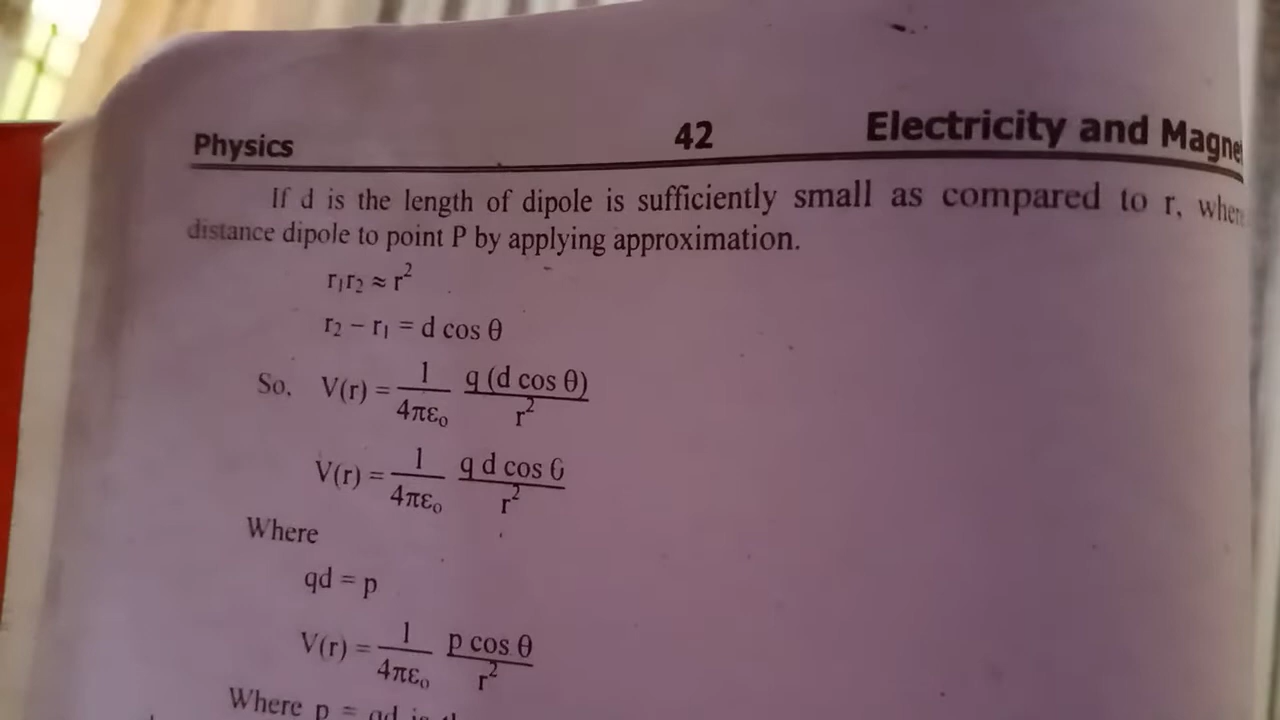 Physics 42 Electricity and Magne
If d is the length of dipole is sufficiently small as compared to r, wher
distance dipole to point P by applying approximation.
r₁r₂ ≈ r²
r₂ − r₁ = d cos θ
So, V(r) = 1/4πε₀ q (d cos θ)/r²
V(r) = 1/4πε₀ q d cos θ/r²
Where
qd = p
V(r) = 1/4πε₀ p cos θ/r²
Where p = qd is